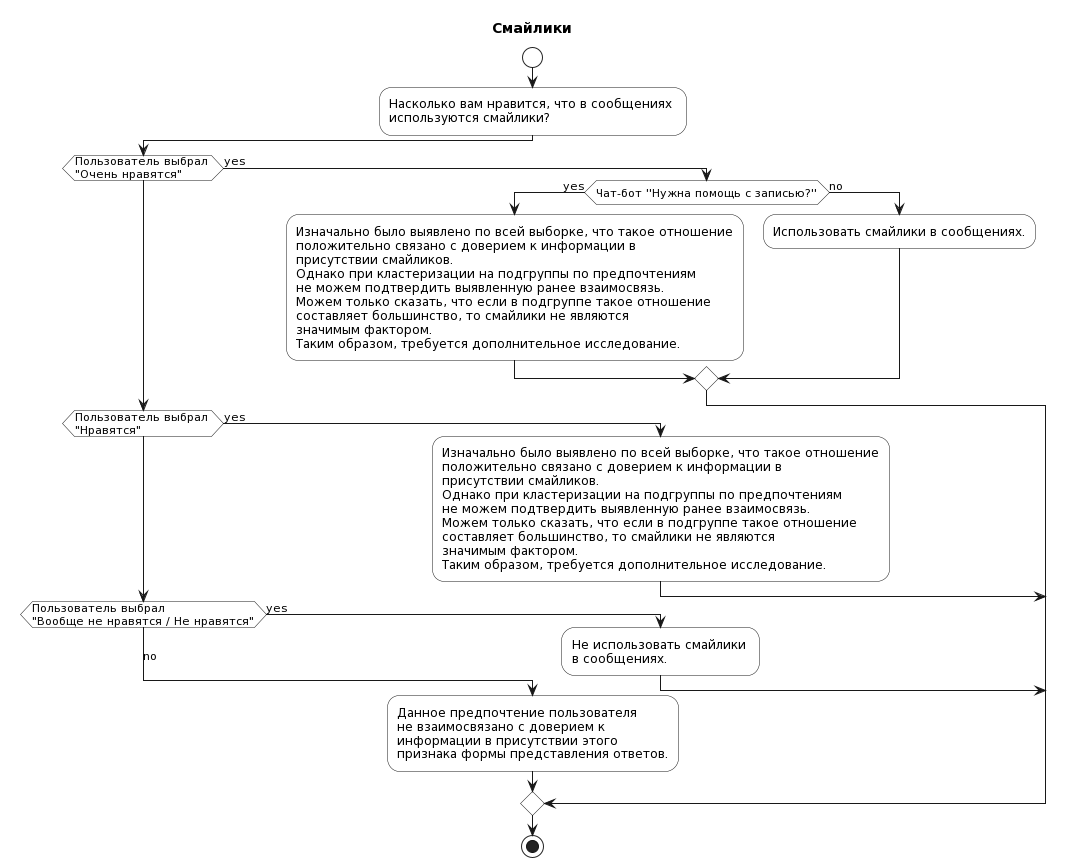 Смайлики
Насколько вам нравится, что в сообщениях
используются смайлики?
Пользователь выбрал
"Очень нравятся"
yes
yes
Чат-бот "Нужна помощь с записью?"
no
Изначально было выявлено по всей выборке, что такое отношение
положительно связано с доверием к информации в
присутствии смайликов.
Однако при кластеризации на подгруппы по предпочтениям
не можем подтвердить выявленную ранее взаимосвязь.
Можем только сказать, что если в подгруппе такое отношение
составляет большинство, то смайлики не являются
значимым фактором.
Таким образом, требуется дополнительное исследование.
Использовать смайлики в сообщениях.
Пользователь выбрал
"Нравятся"
yes
Изначально было выявлено по всей выборке, что такое отношение
положительно связано с доверием к информации в
присутствии смайликов.
Однако при кластеризации на подгруппы по предпочтениям
не можем подтвердить выявленную ранее взаимосвязь.
Можем только сказать, что если в подгруппе такое отношение
составляет большинство, то смайлики не являются
значимым фактором.
Таким образом, требуется дополнительное исследование.
Пользователь выбрал
"Вообще не нравятся / Не нравятся"
yes
Не использовать смайлики
в сообщениях.
no
Данное предпочтение пользователя
не взаимосвязано с доверием к
информации в присутствии этого
признака формы представления ответов.